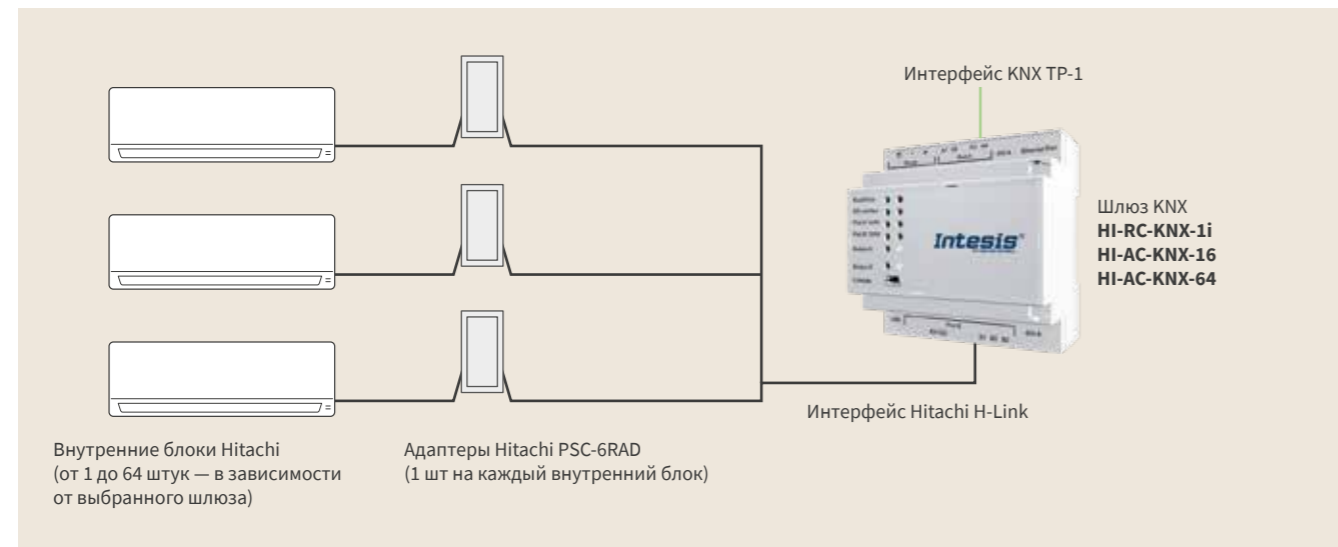 Интерфейс KNX TP-1
Intesis
Шлюз KNX
HI-RC-KNX-1i
HI-AC-KNX-16
HI-AC-KNX-64
Интерфейс Hitachi H-Link
Внутренние блоки Hitachi
(от 1 до 64 штук — в зависимости
от выбранного шлюза)
Адаптеры Hitachi PSC-6RAD
(1 шт на каждый внутренний блок)